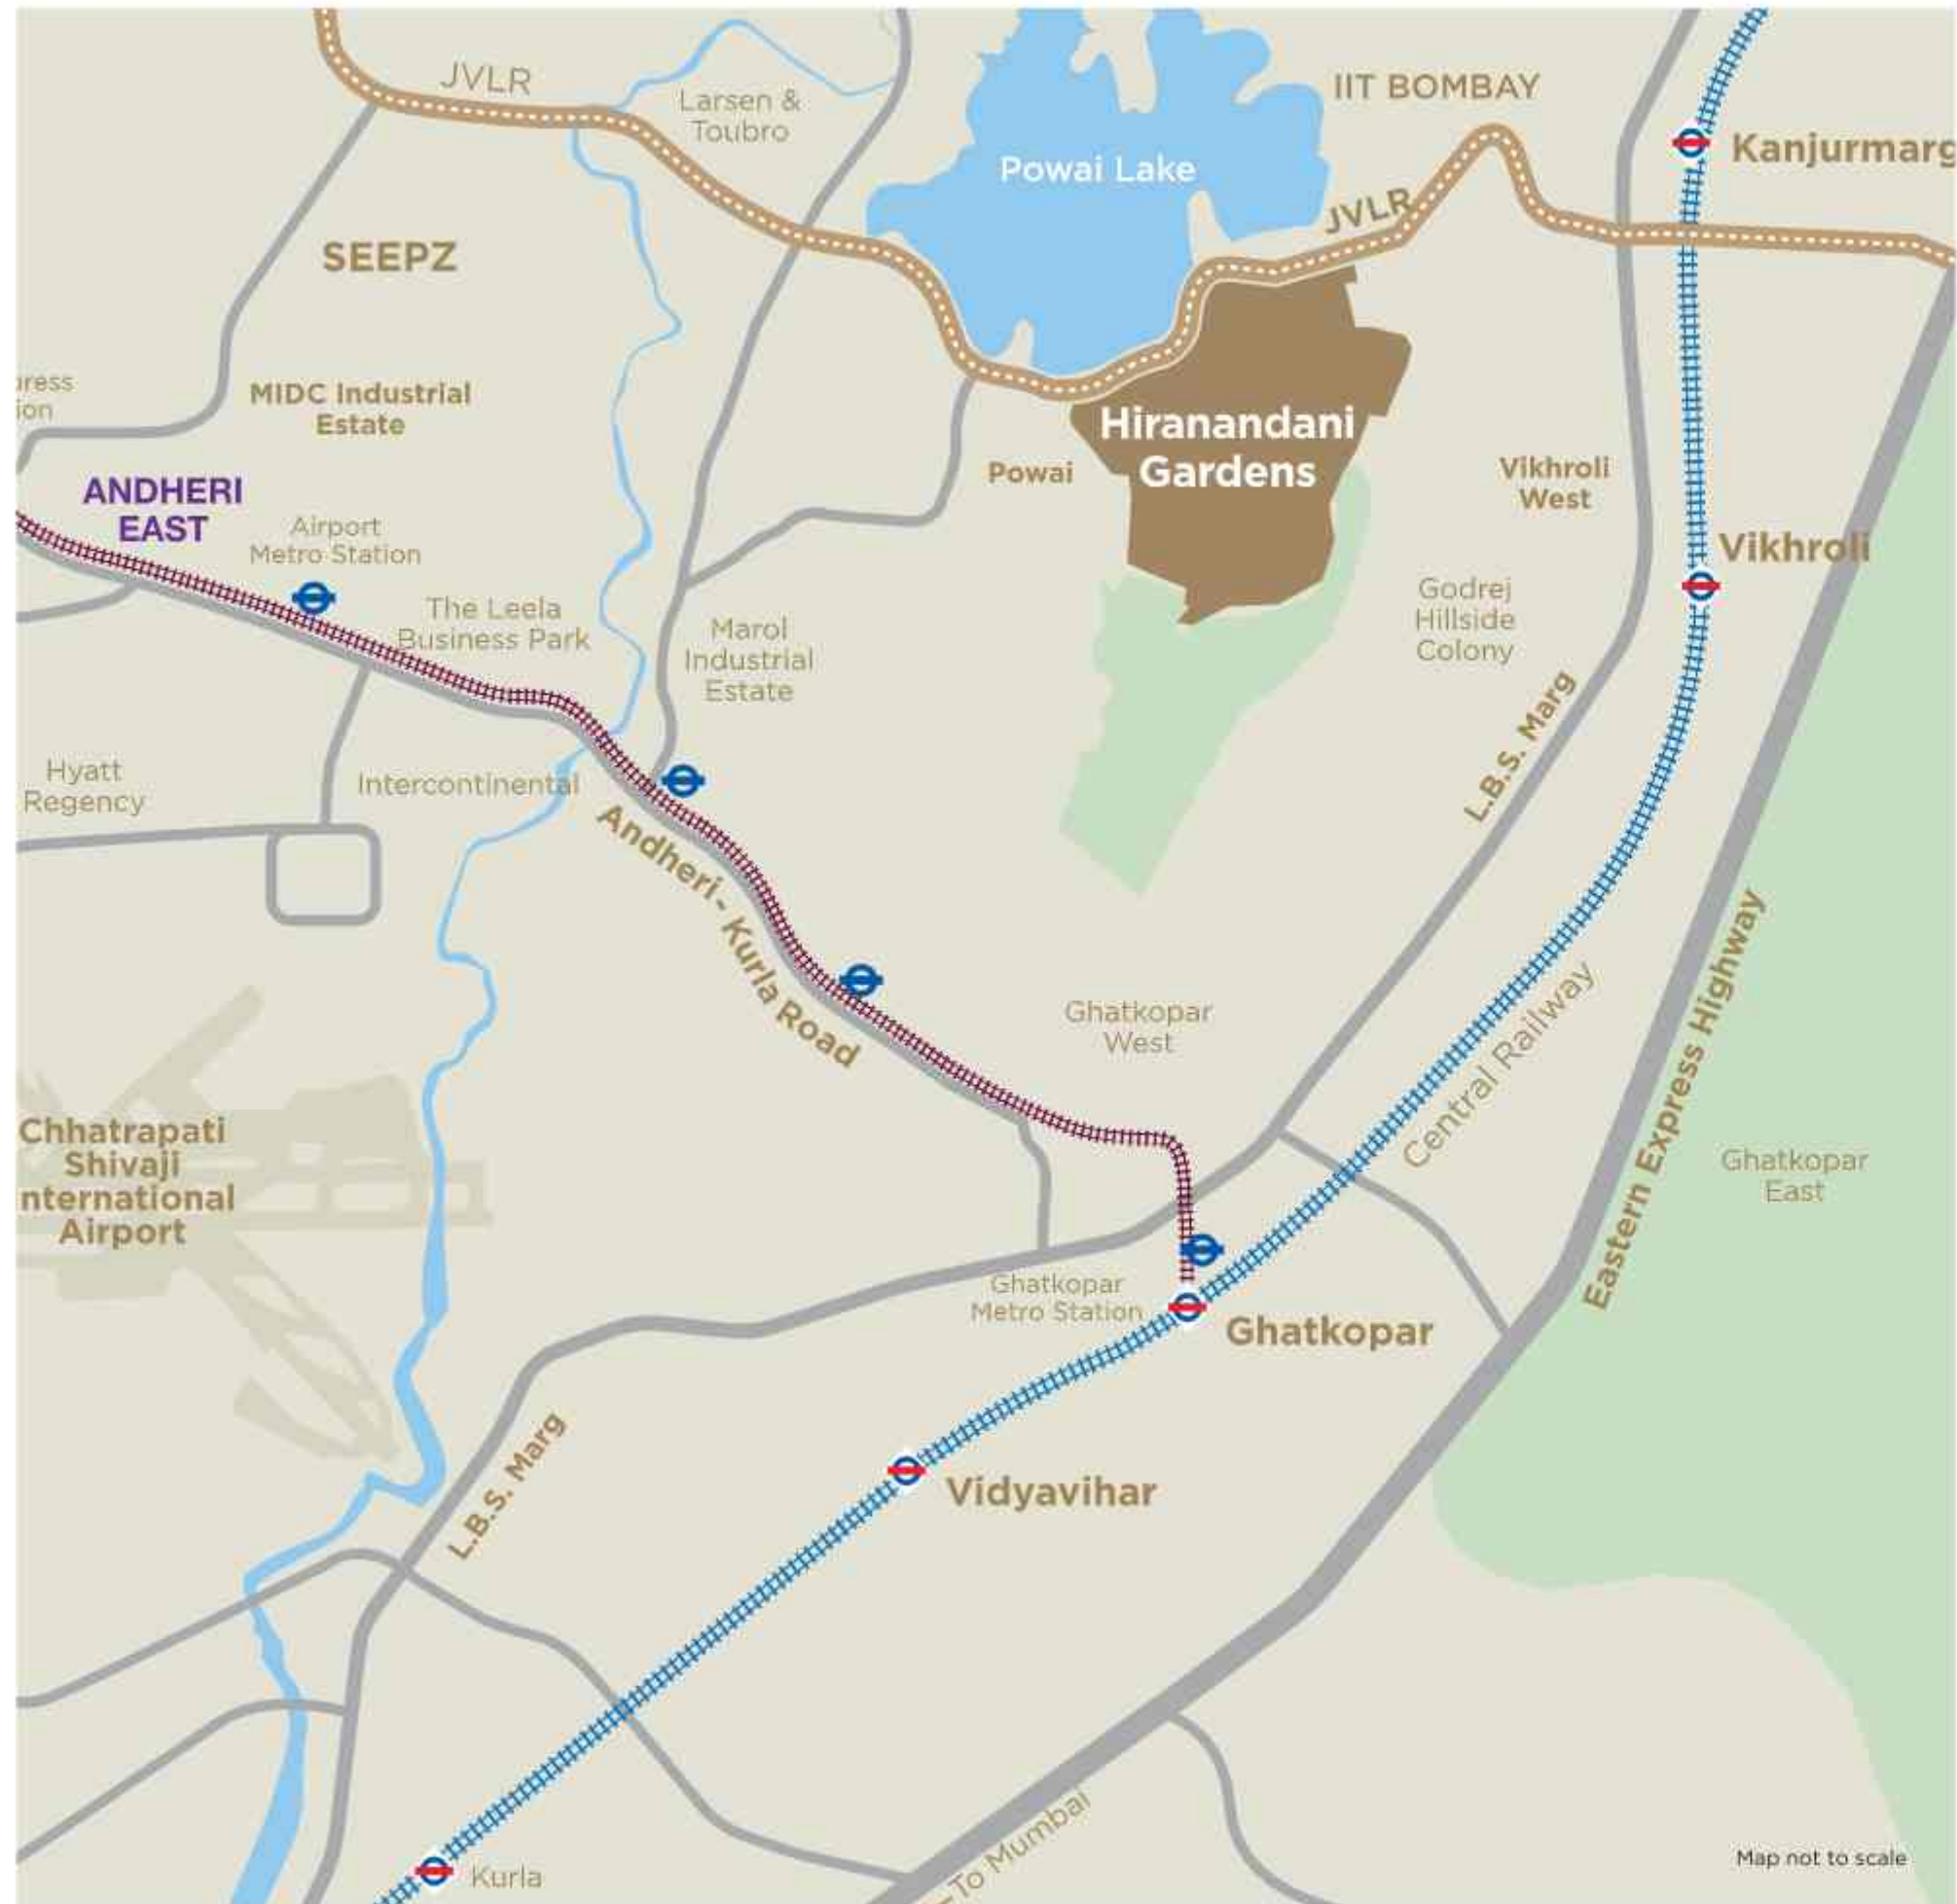 JVLR
Larsen &
Toubro
IIT BOMBAY
Kanjurmarg
Powai Lake
JVLR
SEEPZ
ress
ion
MIDC Industrial
Estate
Hiranandani
Gardens
Powai
Vikhroli
West
ANDHERI
EAST
Airport
Metro Station
Vikhroli
The Leela
Business Park
Marol
Industrial
Estate
Godrej
Hillside
Colony
L.B.S. Marg
Hyatt
Regency
Intercontinental
Andheri - Kurla Road
Ghatkopar
West
Central Railway
Eastern Express Highway
Chhatrapati
Shivaji
nternational
Airport
Ghatkopar
East
Ghatkopar
Metro Station
Ghatkopar
L.B.S. Marg
Vidyavihar
To Mumbai
Map not to scale
Kurla